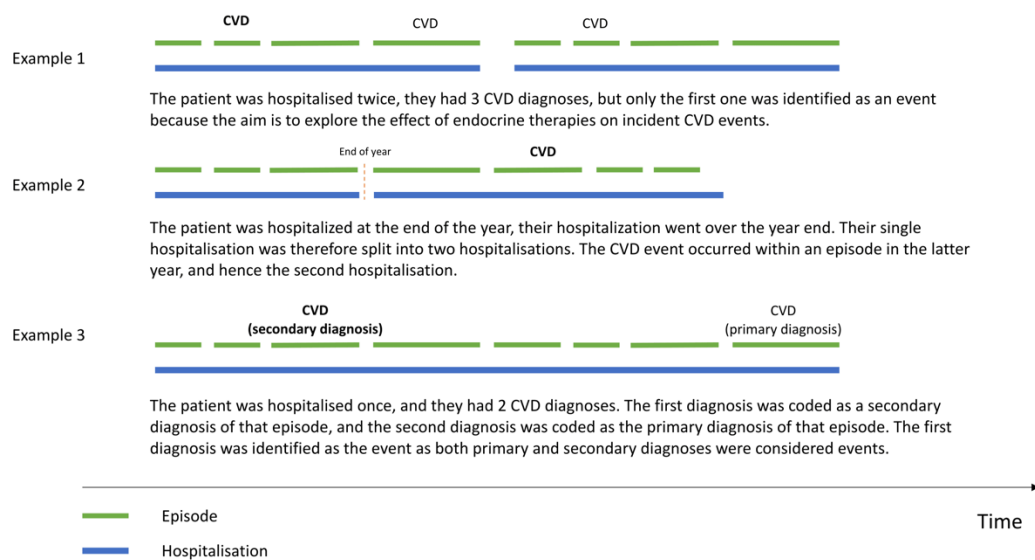 CVD CVD CVD
Example 1
The patient was hospitalised twice, they had 3 CVD diagnoses, but only the first one was identified as an event
because the aim is to explore the effect of endocrine therapies on incident CVD events.
End of year CVD
Example 2
The patient was hospitalized at the end of the year, their hospitalization went over the year end. Their single
hospitalisation was therefore split into two hospitalisations. The CVD event occurred within an episode in the latter
year, and hence the second hospitalisation.
CVD CVD
(secondary diagnosis) (primary diagnosis)
Example 3
The patient was hospitalised once, and they had 2 CVD diagnoses. The first diagnosis was coded as a secondary
diagnosis of that episode, and the second diagnosis was coded as the primary diagnosis of that episode. The first
diagnosis was identified as the event as both primary and secondary diagnoses were considered events.
Episode
Time
Hospitalisation